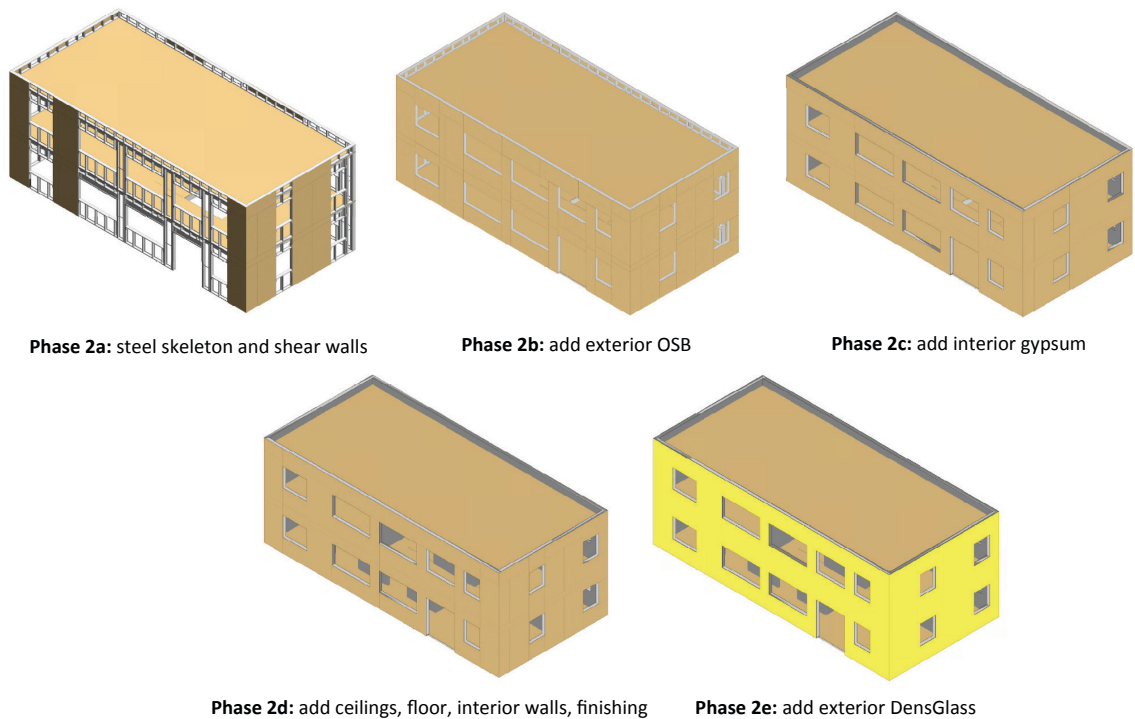 Phase 2a: steel skeleton and shear walls
Phase 2b: add exterior OSB
Phase 2c: add interior gypsum
Phase 2d: add ceilings, floor, interior walls, finishing
Phase 2e: add exterior DensGlass